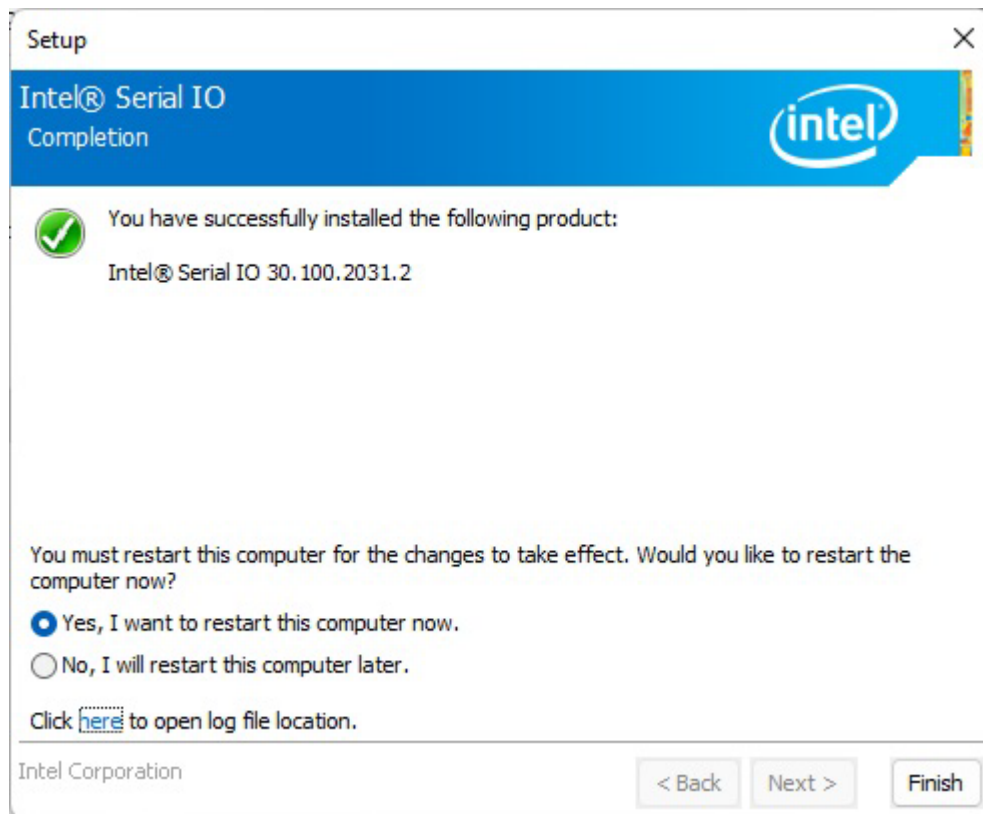 Setup
Intel® Serial IO
Completion
intel
You have successfully installed the following product:
Intel® Serial IO 30.100.2031.2
You must restart this computer for the changes to take effect. Would you like to restart the
computer now?
Yes, I want to restart this computer now.
No, I will restart this computer later.
Click here to open log file location.
Intel Corporation
< Back Next > Finish